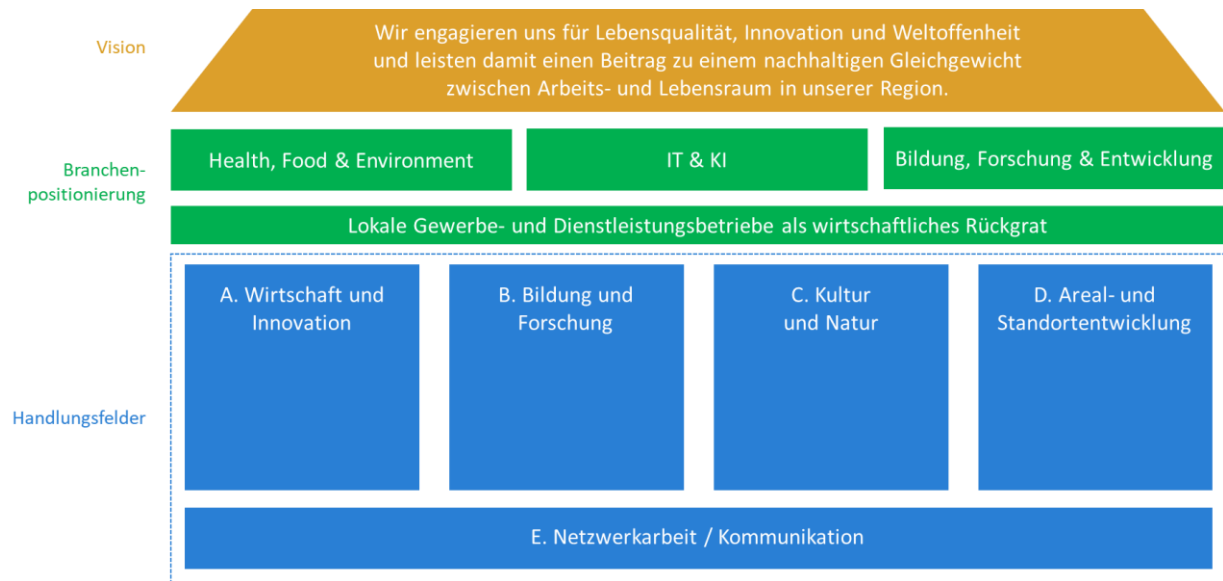 Vision
Wir engagieren uns für Lebensqualität, Innovation und Weltoffenheit
und leisten damit einen Beitrag zu einem nachhaltigen Gleichgewicht
zwischen Arbeits- und Lebensraum in unserer Region.
Branchen-
positionierung
Health, Food & Environment
IT & KI
Bildung, Forschung & Entwicklung
Lokale Gewerbe- und Dienstleistungsbetriebe als wirtschaftliches Rückgrat
Handlungsfelder
A. Wirtschaft und
Innovation
B. Bildung und
Forschung
C. Kultur
und Natur
D. Areal- und
Standortentwicklung
E. Netzwerkarbeit / Kommunikation